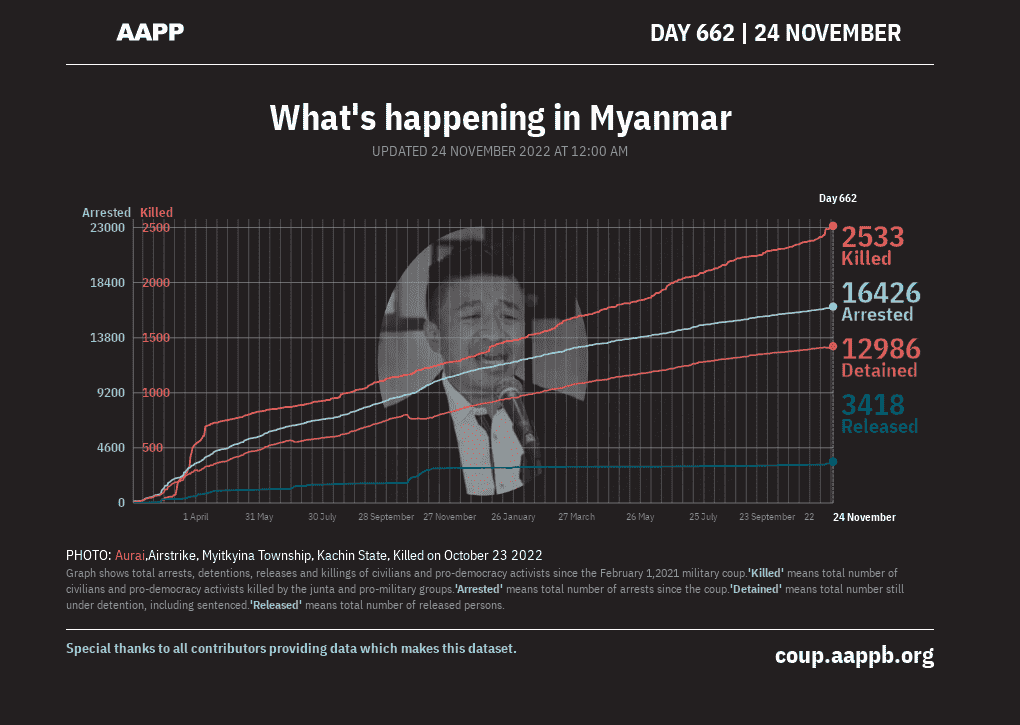 AAPP
DAY 662 | 24 NOVEMBER
What's happening in Myanmar
UPDATED 24 NOVEMBER 2022 AT 12:00 AM
Day 662
Arrested Killed
23000 2500
18400 2000
13800 1500
9200 1000
4600 500
0
2533
Killed
16426
Arrested
12986
Detained
3418
Released
1 April 31 May 30 July 28 September 27 November 26 January 27 March 26 May 25 July 23 September 22 24 November
PHOTO: Aurai,Airstrike, Myitkyina Township, Kachin State, Killed on October 23 2022
Graph shows total arrests, detentions, releases and killings of civilians and pro-democracy activists since the February 1,2021 military coup.'Killed' means total number of
civilians and pro-democracy activists killed by the junta and pro-military groups.'Arrested' means total number of arrests since the coup.'Detained' means total number still
under detention, including sentenced.'Released' means total number of released persons.
Special thanks to all contributors providing data which makes this dataset.
coup.aappb.org